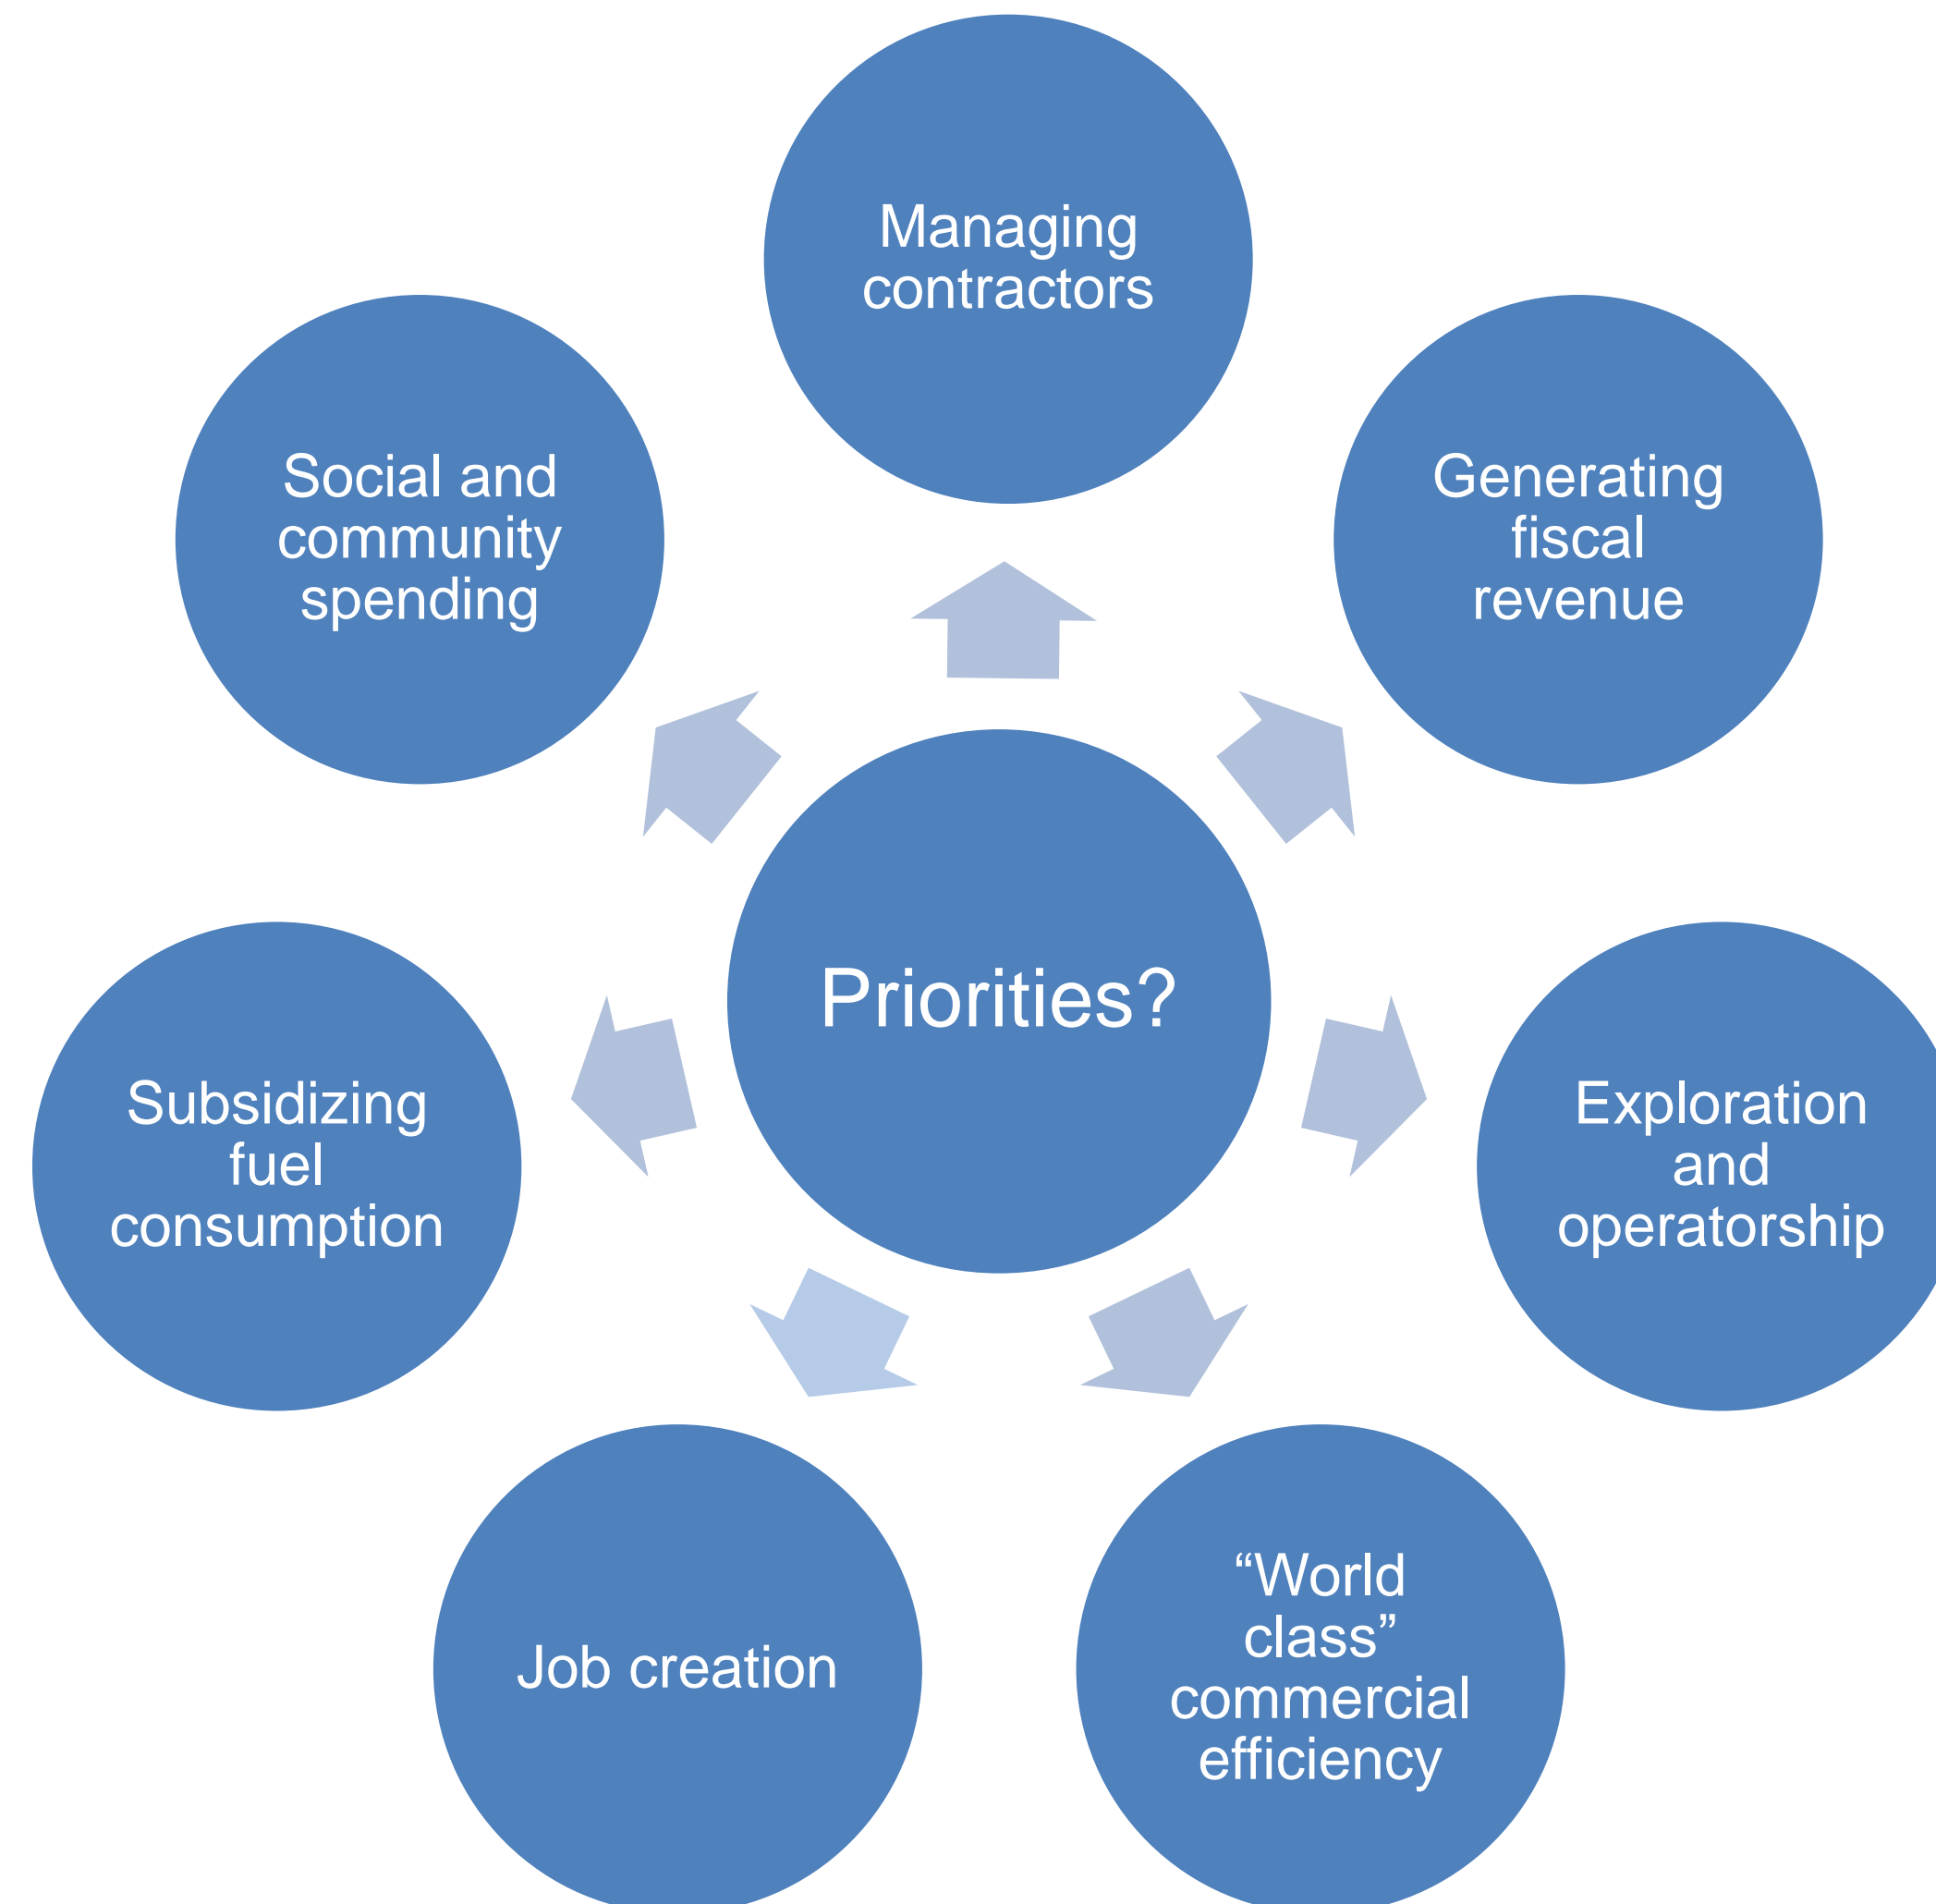 Managing
contractors
Generating
fiscal
revenue
Exploration
and
operatorship
“World
class”
commercial
efficiency
Job creation
Subsidizing
fuel
consumption
Social and
community
spending
Priorities?